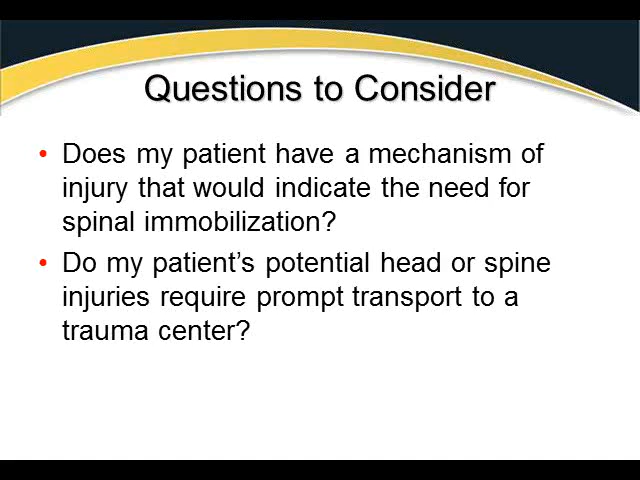 Questions to Consider
• Does my patient have a mechanism of
injury that would indicate the need for
spinal immobilization?
• Do my patient’s potential head or spine
injuries require prompt transport to a
trauma center?